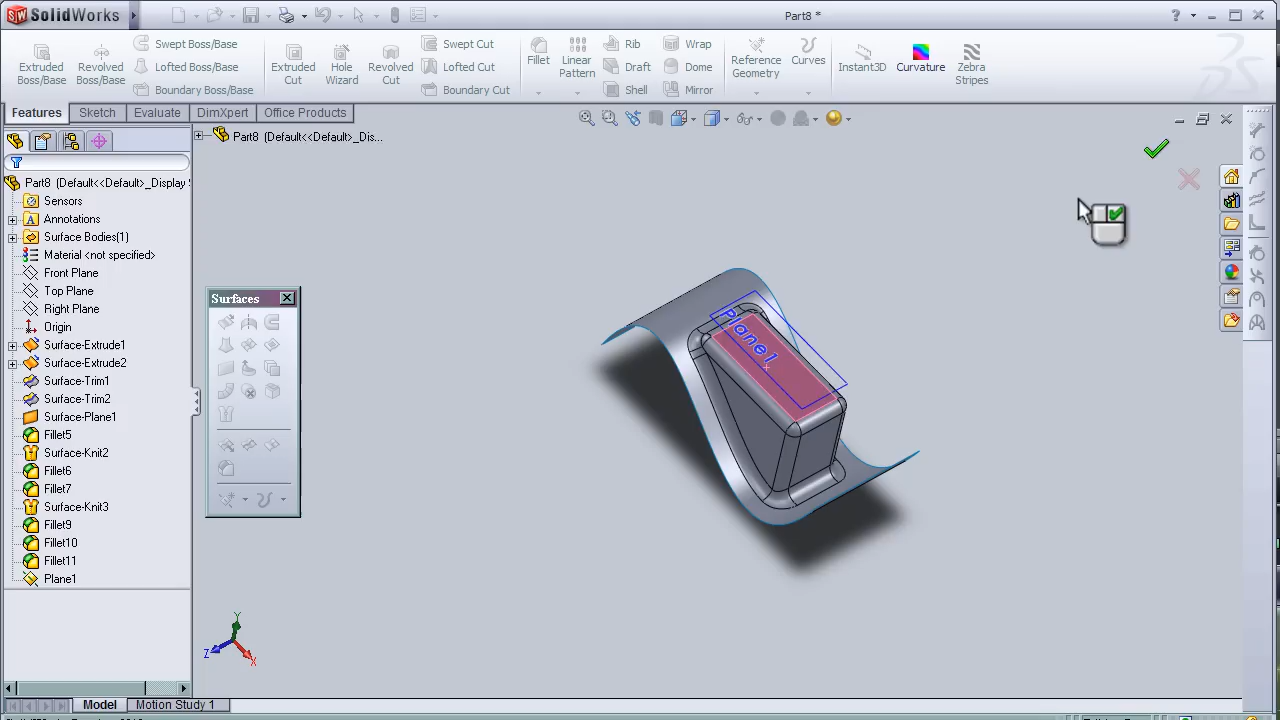 SolidWorks
Part8 *
Extruded Boss/Base
Revolved Boss/Base
Swept Boss/Base
Lofted Boss/Base
Boundary Boss/Base
Extruded Cut
Hole Wizard
Revolved Cut
Swept Cut
Lofted Cut
Boundary Cut
Fillet
Linear Pattern
Rib
Draft
Shell
Wrap
Dome
Mirror
Reference Geometry
Curves
Instant3D
Curvature
Zebra Stripes
Features
Sketch
Evaluate
DimXpert
Office Products
Part8 (Default<<Default>_Dis...
Part8 (Default<<Default>_Display
Sensors
Annotations
Surface Bodies(1)
Material <not specified>
Front Plane
Top Plane
Right Plane
Origin
Surface-Extrude1
Surface-Extrude2
Surface-Trim1
Surface-Trim2
Surface-Plane1
Fillet5
Surface-Knit2
Fillet6
Fillet7
Surface-Knit3
Fillet9
Fillet10
Fillet11
Plane1
Surfaces
Plane1
Y
Z
X
Model
Motion Study 1